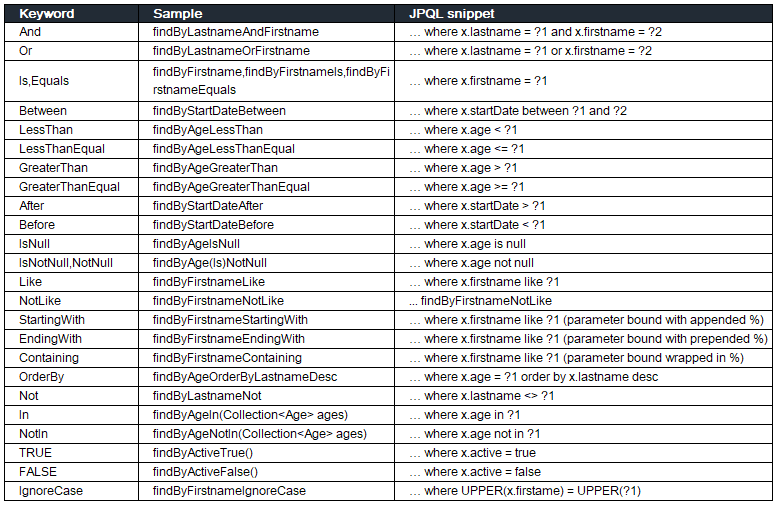 Keyword Sample JPQL snippet
And findByLastnameAndFirstname … where x.lastname = ?1 and x.firstname = ?2
Or findByLastnameOrFirstname … where x.lastname = ?1 or x.firstname = ?2
Is,Equals findByFirstname,findByFirstnameIs,findByFi
rstnameEquals … where x.firstname = ?1
Between findByStartDateBetween … where x.startDate between ?1 and ?2
LessThan findByAgeLessThan … where x.age < ?1
LessThanEqual findByAgeLessThanEqual … where x.age <= ?1
GreaterThan findByAgeGreaterThan … where x.age > ?1
GreaterThanEqual findByAgeGreaterThanEqual … where x.age >= ?1
After findByStartDateAfter … where x.startDate > ?1
Before findByStartDateBefore … where x.startDate < ?1
IsNull findByAgeIsNull … where x.age is null
IsNotNull,NotNull findByAge(Is)NotNull … where x.age not null
Like findByFirstnameLike … where x.firstname like ?1
NotLike findByFirstnameNotLike ... findByFirstnameNotLike
StartingWith findByFirstnameStartingWith … where x.firstname like ?1 (parameter bound with appended %)
EndingWith findByFirstnameEndingWith … where x.firstname like ?1 (parameter bound with prepended %)
Containing findByFirstnameContaining … where x.firstname like ?1 (parameter bound wrapped in %)
OrderBy findByAgeOrderByLastnameDesc … where x.age = ?1 order by x.lastname desc
Not findByLastnameNot … where x.lastname <> ?1
In findByAgeIn(Collection<Age> ages) … where x.age in ?1
NotIn findByAgeNotIn(Collection<Age> ages) … where x.age not in ?1
TRUE findByActiveTrue() … where x.active = true
FALSE findByActiveFalse() … where x.active = false
IgnoreCase findByFirstnameIgnoreCase … where UPPER(x.firstame) = UPPER(?1)